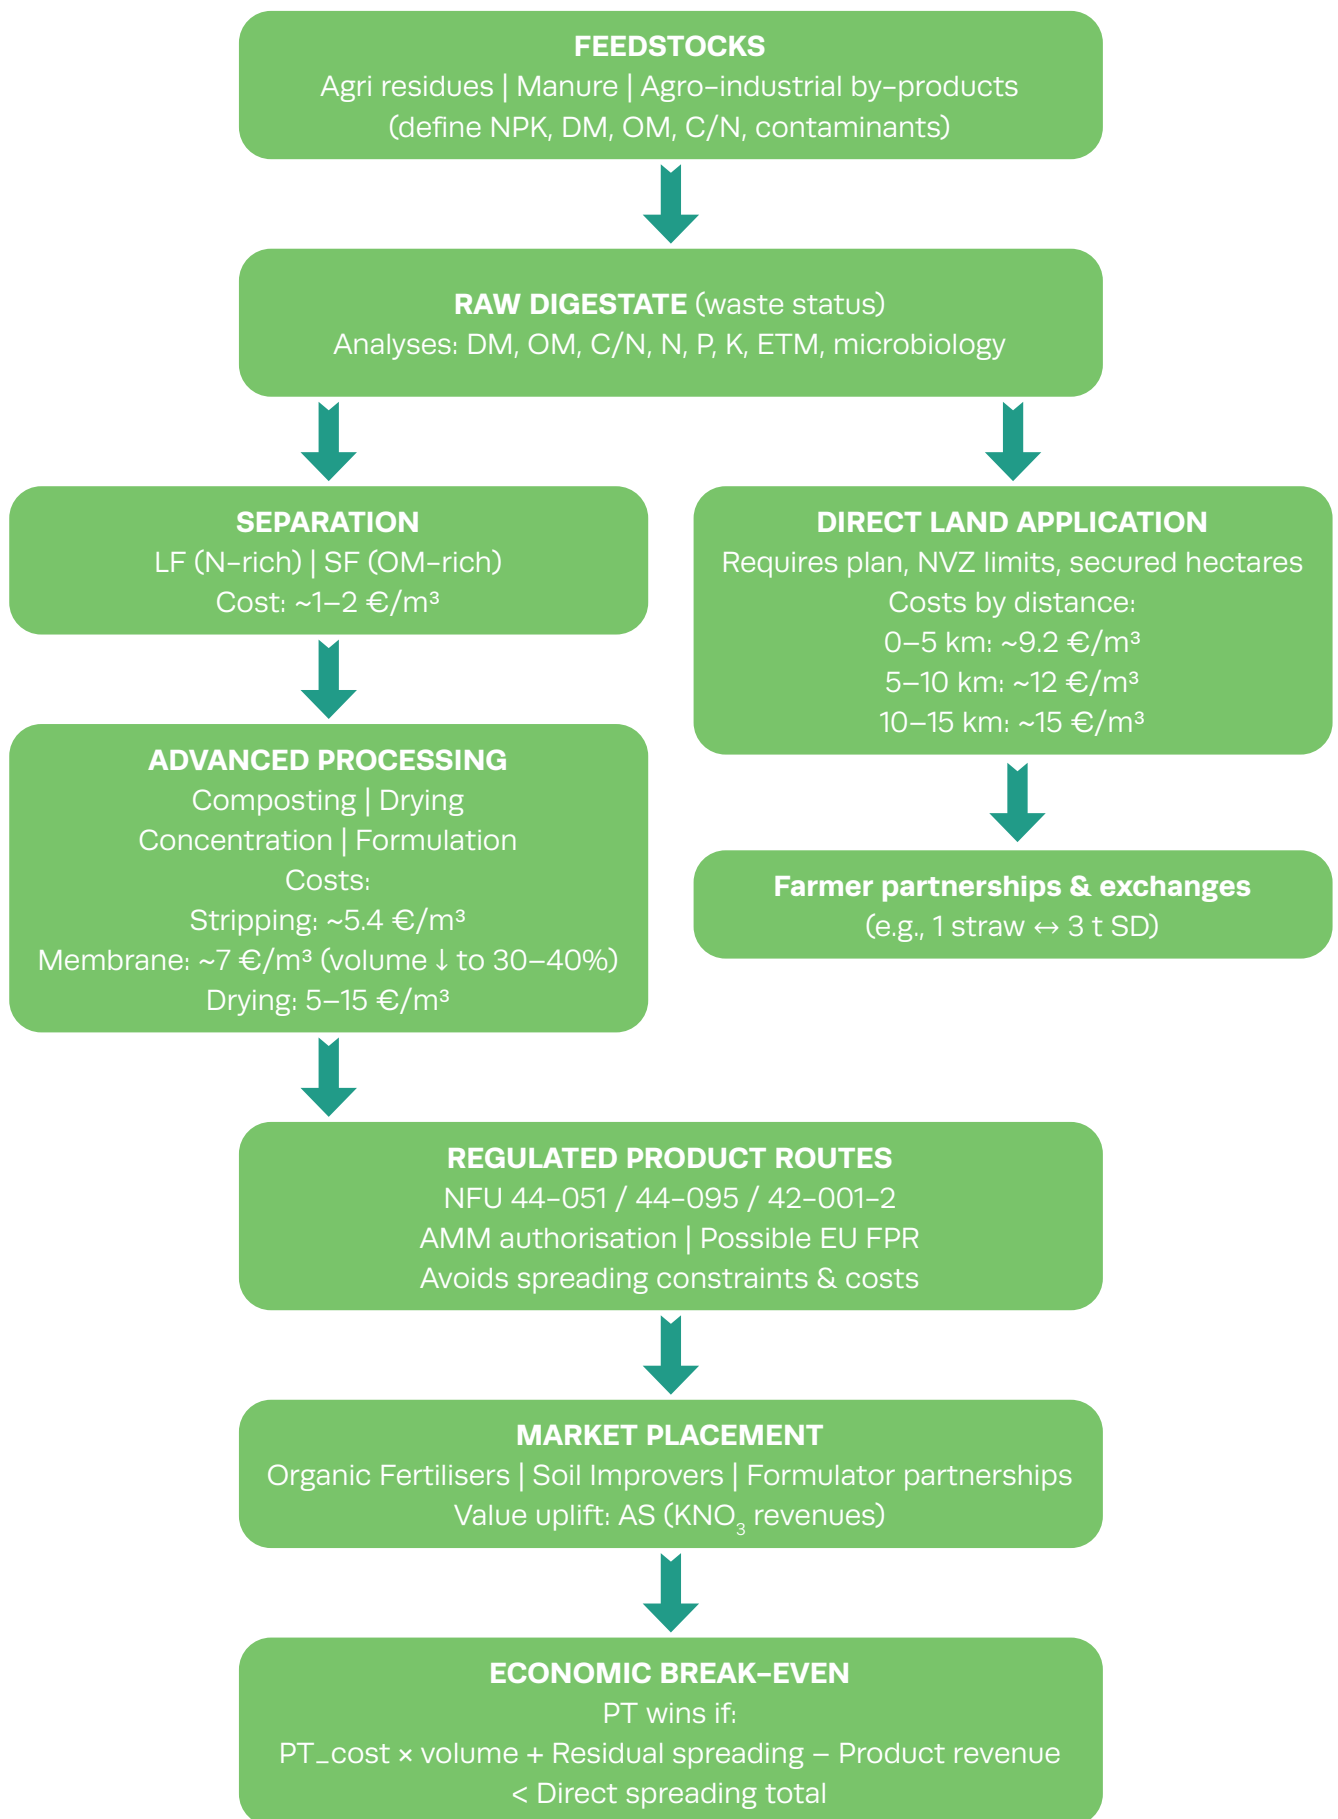 FEEDSTOCKS
Agri residues | Manure | Agro-industrial by-products
(define NPK, DM, OM, C/N, contaminants)
RAW DIGESTATE (waste status)
Analyses: DM, OM, C/N, N, P, K, ETM, microbiology
SEPARATION
LF (N-rich) | SF (OM-rich)
Cost: ~1–2 €/m³
DIRECT LAND APPLICATION
Requires plan, NVZ limits, secured hectares
Costs by distance:
0–5 km: ~9.2 €/m³
5–10 km: ~12 €/m³
10–15 km: ~15 €/m³
ADVANCED PROCESSING
Composting | Drying
Concentration | Formulation
Costs:
Stripping: ~5.4 €/m³
Membrane: ~7 €/m³ (volume ↓ to 30–40%)
Drying: 5–15 €/m³
Farmer partnerships & exchanges
(e.g., 1 straw ↔ 3 t SD)
REGULATED PRODUCT ROUTES
NFU 44-051 / 44-095 / 42-001-2
AMM authorisation | Possible EU FPR
Avoids spreading constraints & costs
MARKET PLACEMENT
Organic Fertilisers | Soil Improvers | Formulator partnerships
Value uplift: AS (KNO₃ revenues)
ECONOMIC BREAK-EVEN
PT wins if:
PT_cost × volume + Residual spreading – Product revenue
< Direct spreading total